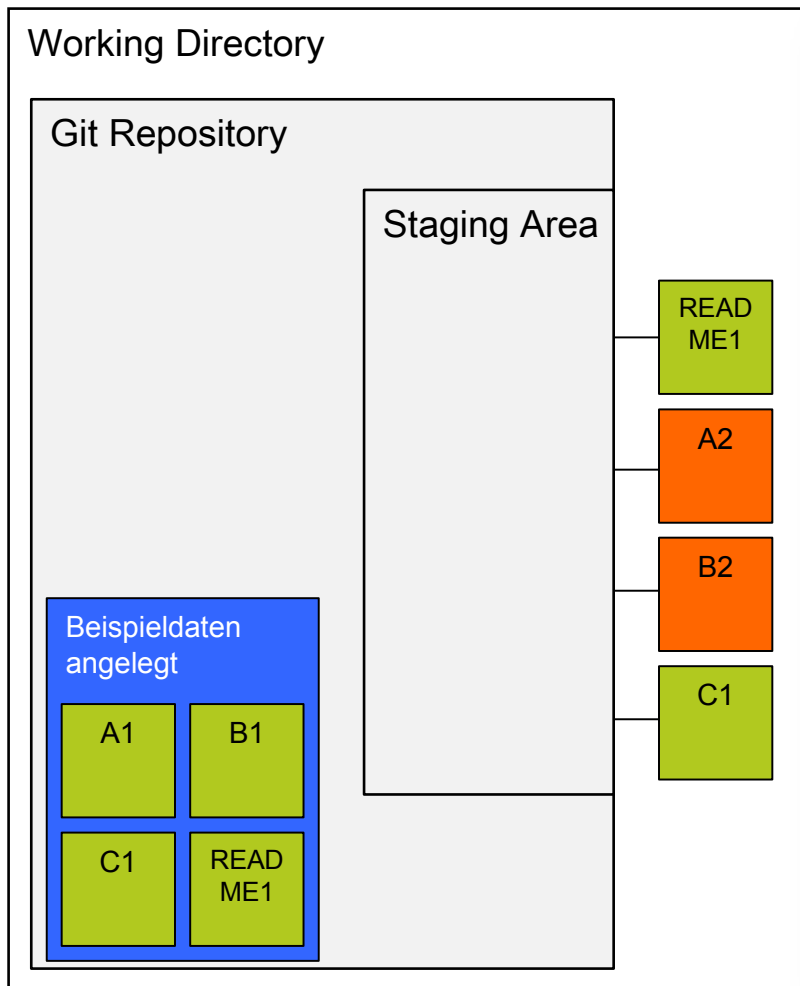 Working Directory
Git Repository
Staging Area
READ
ME1
A2
B2
C1
Beispieldaten
angelegt
A1
B1
C1
READ
ME1